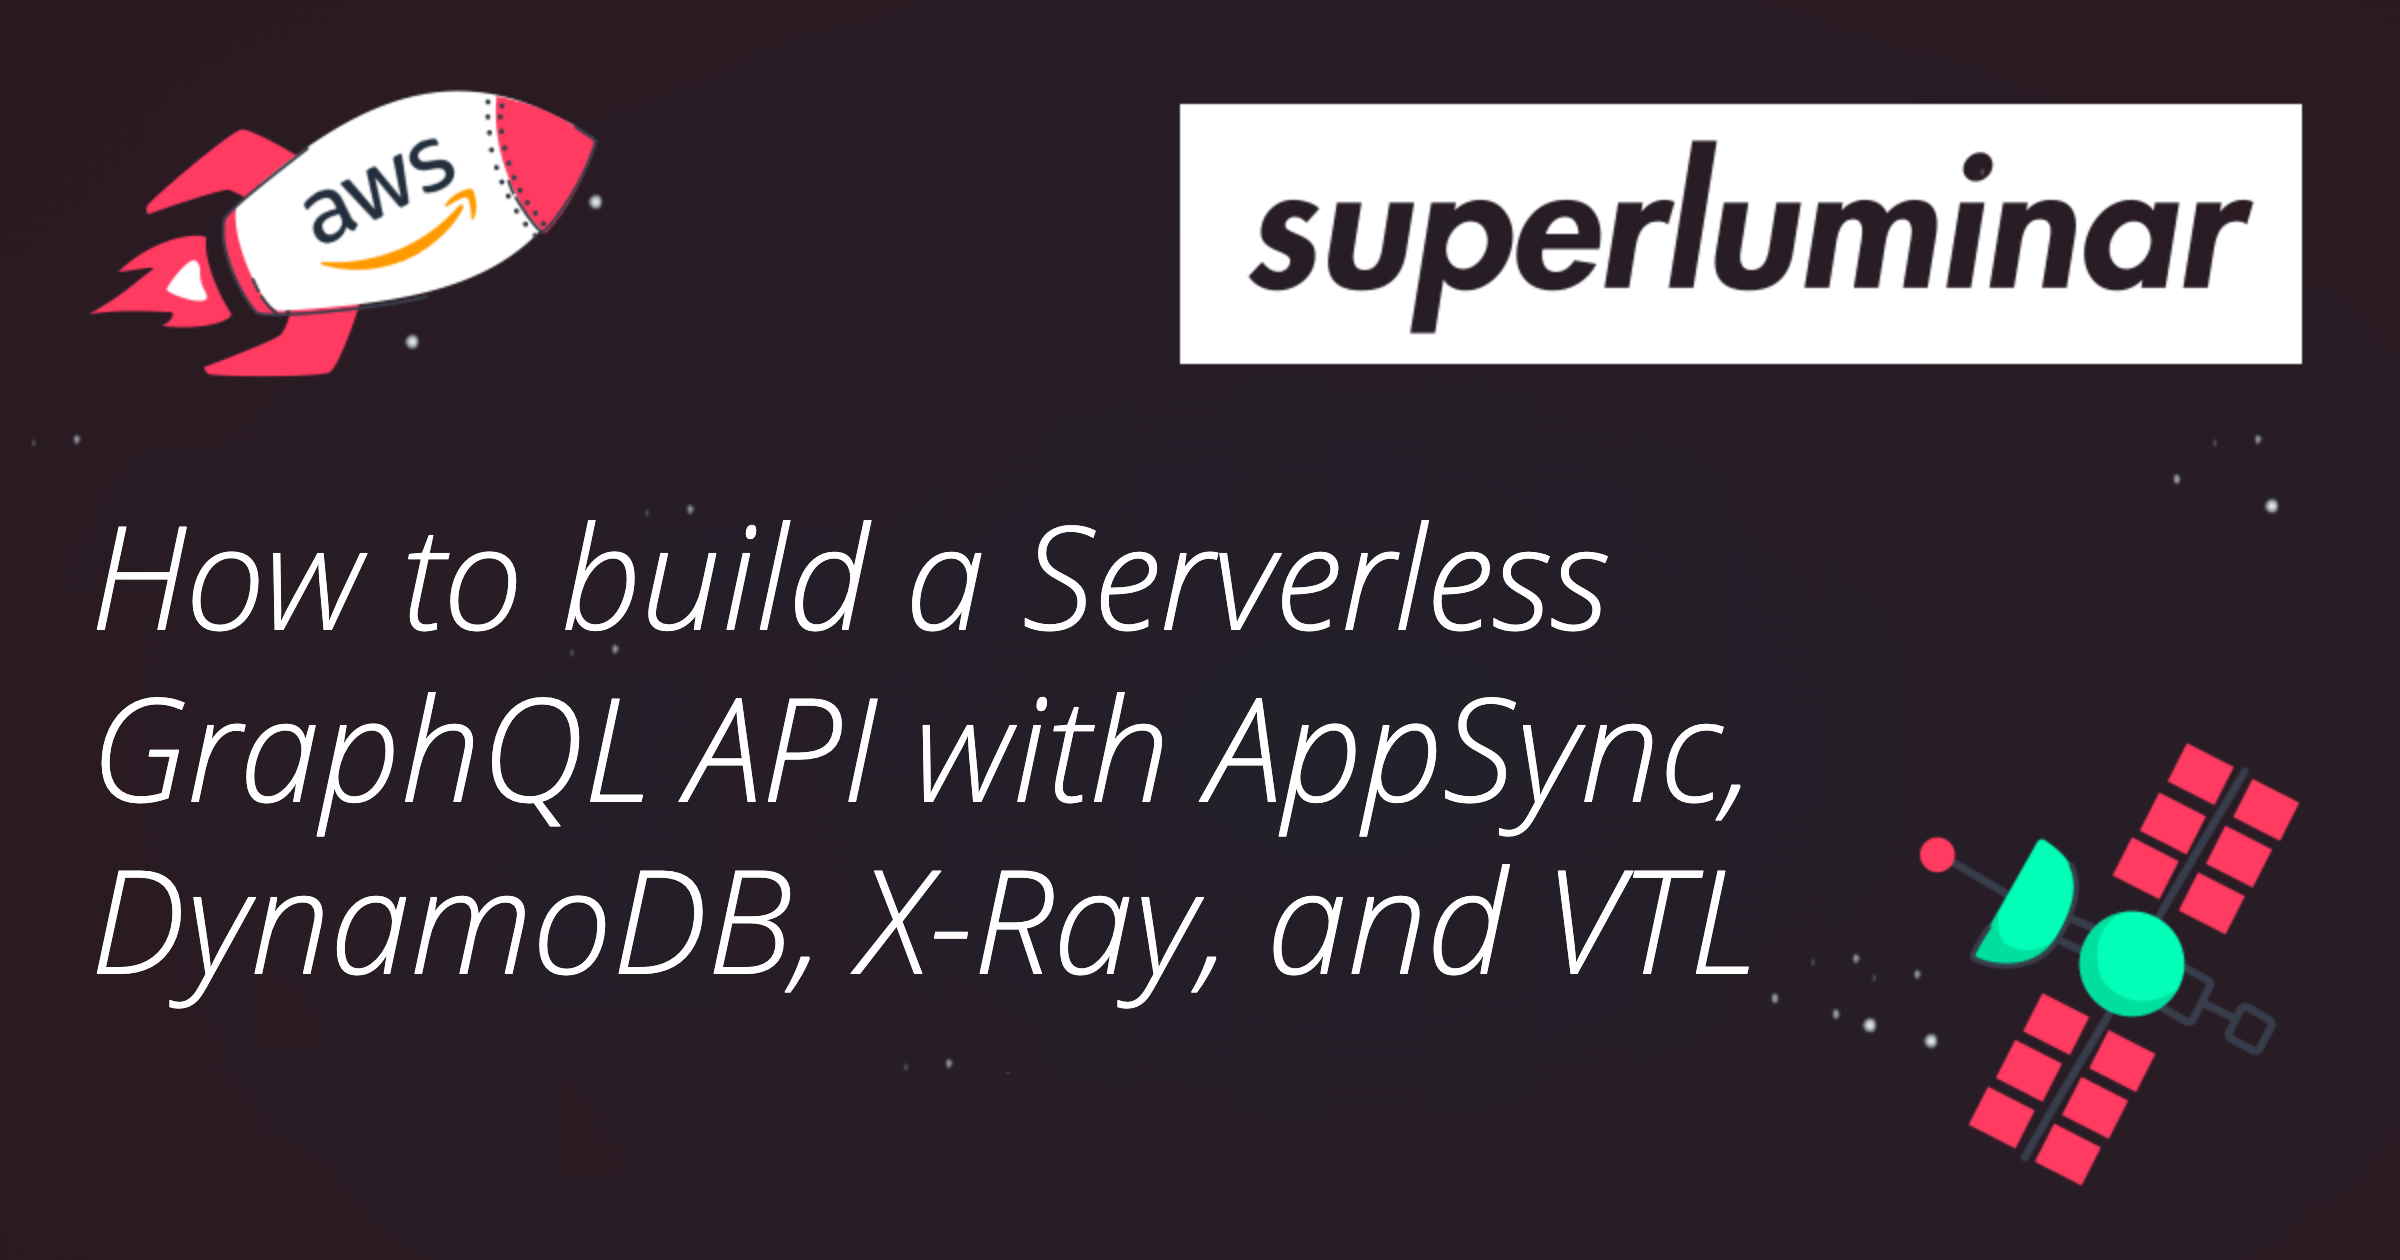 aws
superluminar
How to build a Serverless
GraphQL API with AppSync,
DynamoDB, X-Ray, and VTL